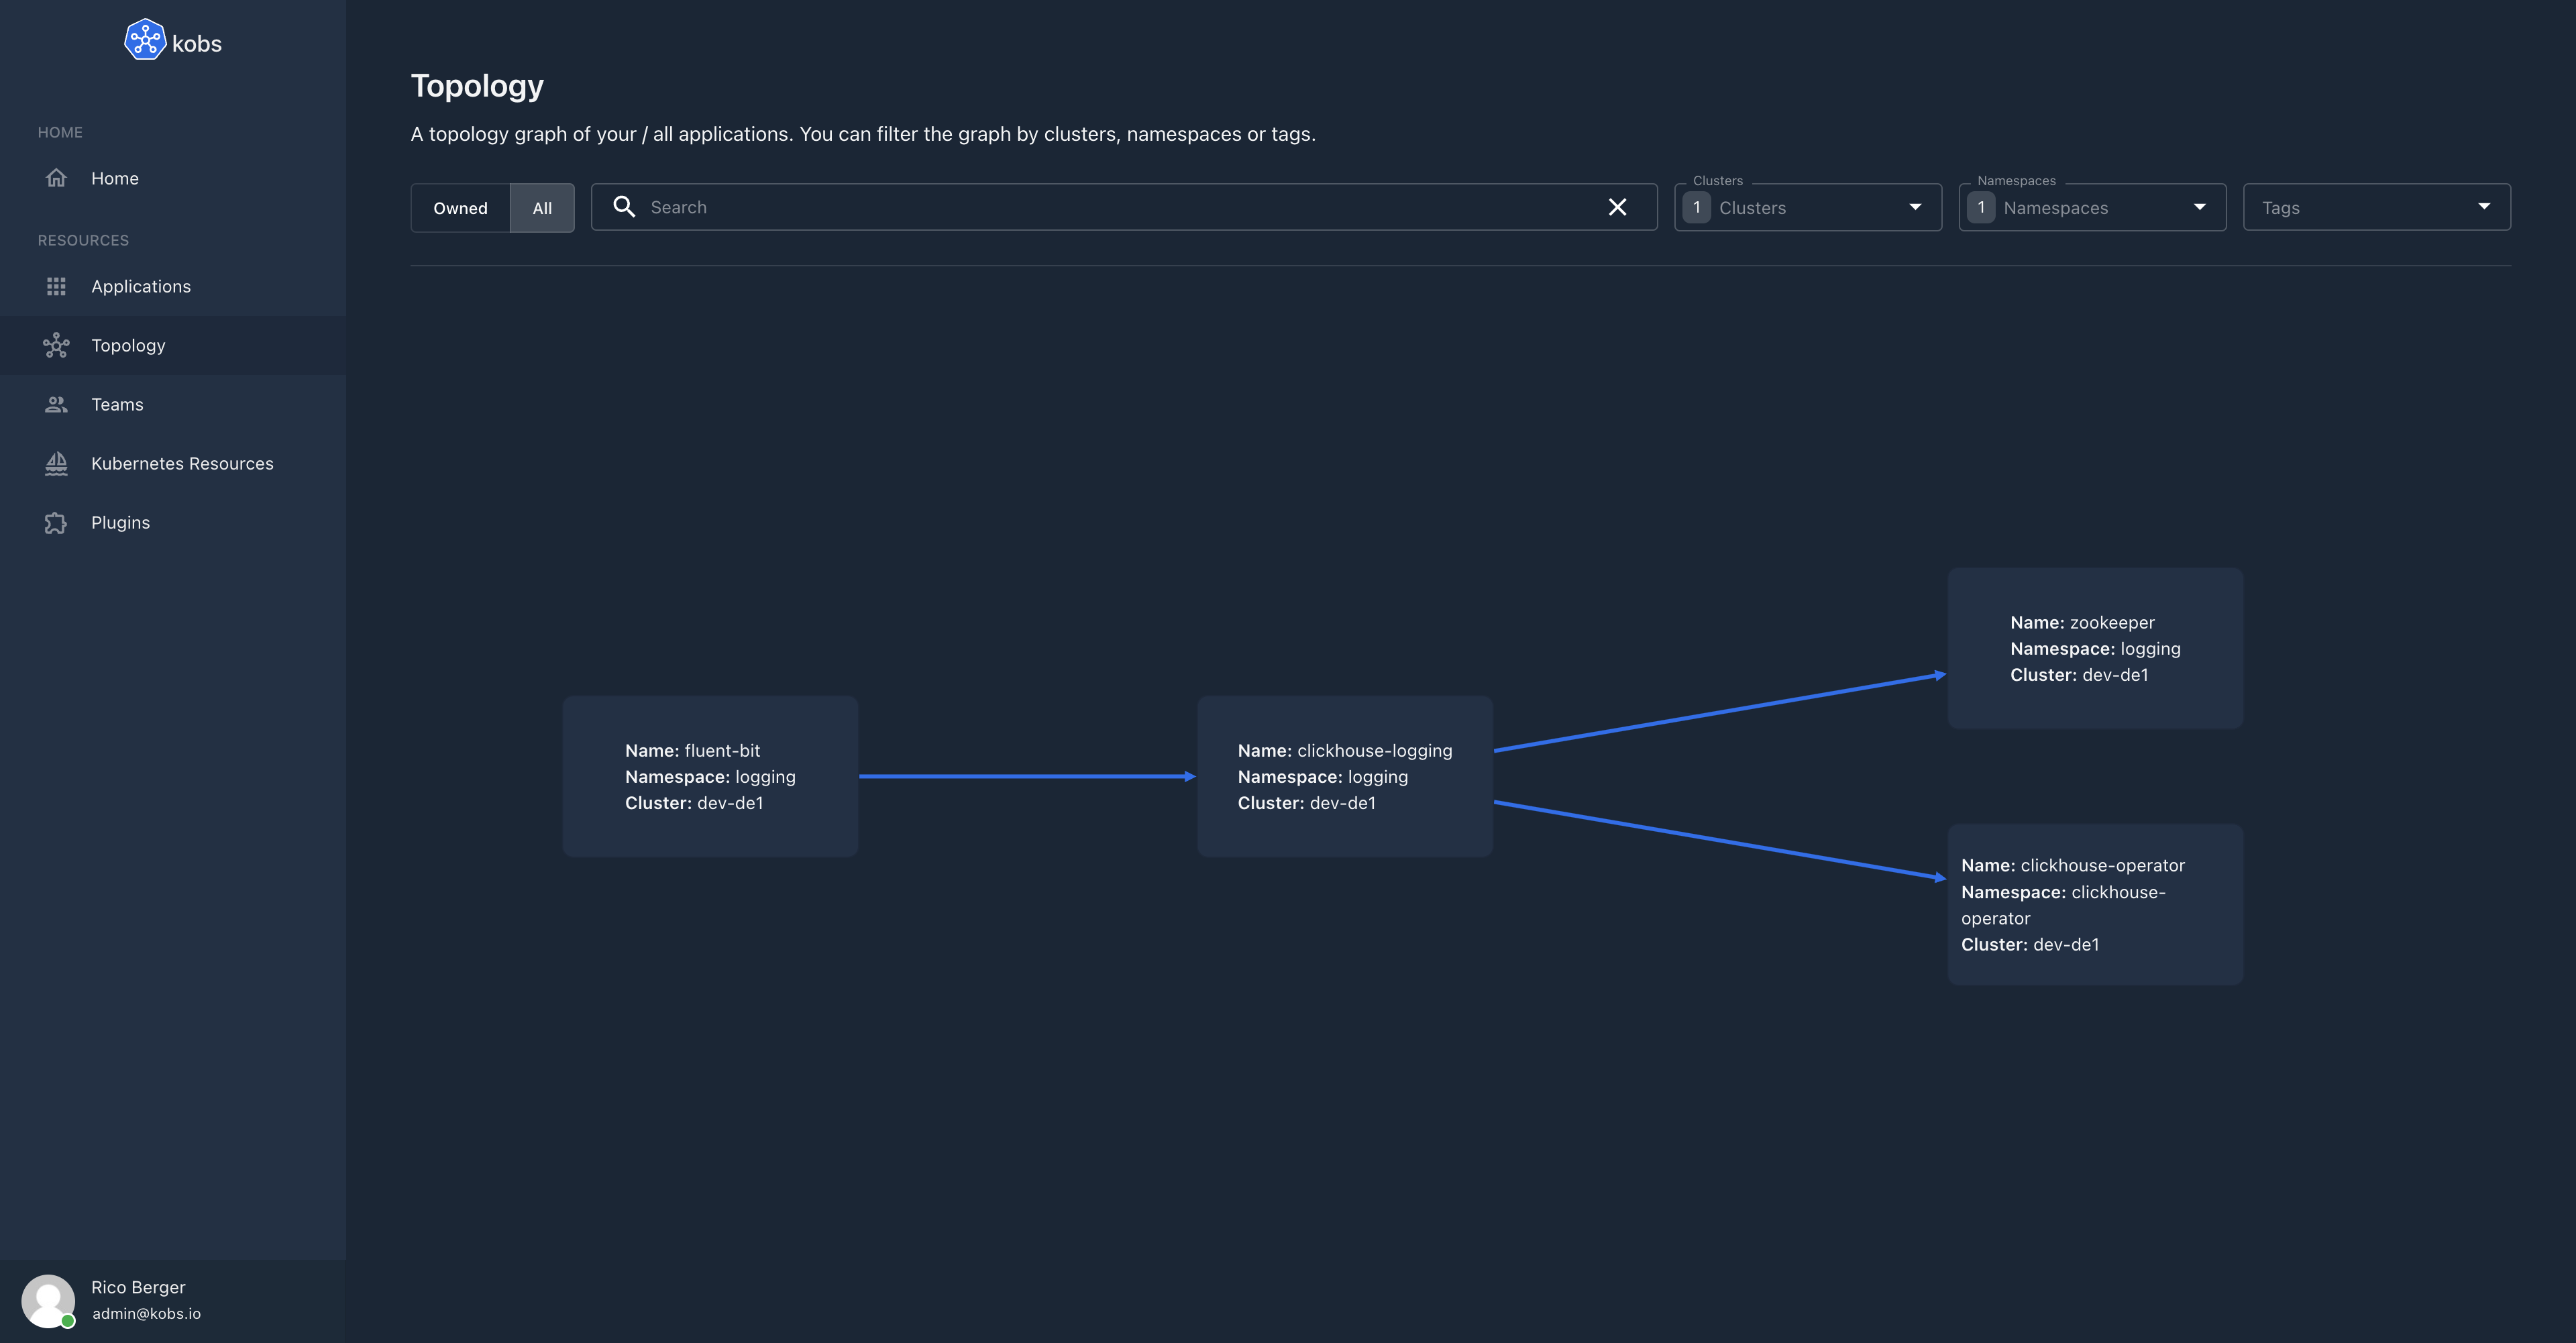 kobs
HOME
Home
RESOURCES
Applications
Topology
Teams
Kubernetes Resources
Plugins
Rico Berger
admin@kobs.io
Topology
A topology graph of your / all applications. You can filter the graph by clusters, namespaces or tags.
Owned
All
Search
Clusters
1 Clusters
Namespaces
1 Namespaces
Tags
Name: fluent-bit
Namespace: logging
Cluster: dev-de1
Name: clickhouse-logging
Namespace: logging
Cluster: dev-de1
Name: zookeeper
Namespace: logging
Cluster: dev-de1
Name: clickhouse-operator
Namespace: clickhouse-
operator
Cluster: dev-de1